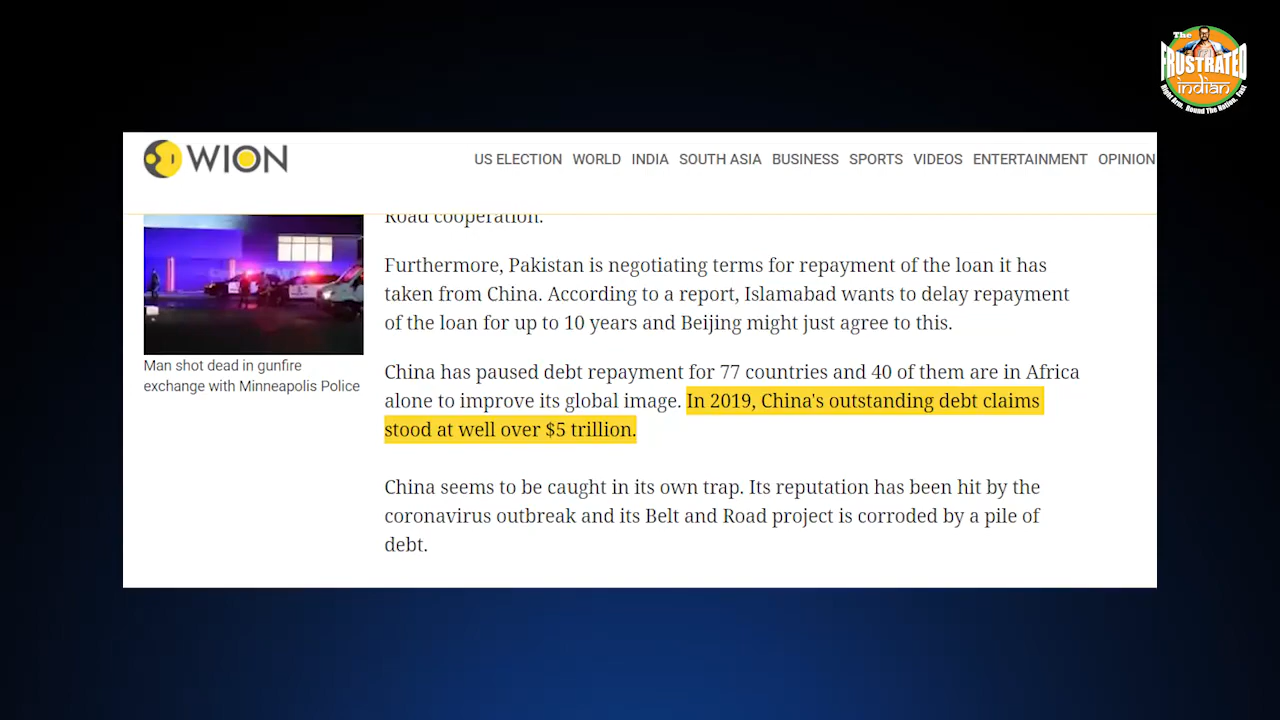 The
FRUSTRATED
indian
Right Arm. Round The Nation. Fast
WION
US ELECTION WORLD INDIA SOUTH ASIA BUSINESS SPORTS VIDEOS ENTERTAINMENT OPINION
Road cooperation.
Furthermore, Pakistan is negotiating terms for repayment of the loan it has
taken from China. According to a report, Islamabad wants to delay repayment
of the loan for up to 10 years and Beijing might just agree to this.
Man shot dead in gunfire
exchange with Minneapolis Police
China has paused debt repayment for 77 countries and 40 of them are in Africa
alone to improve its global image. In 2019, China's outstanding debt claims
stood at well over $5 trillion.
China seems to be caught in its own trap. Its reputation has been hit by the
coronavirus outbreak and its Belt and Road project is corroded by a pile of
debt.